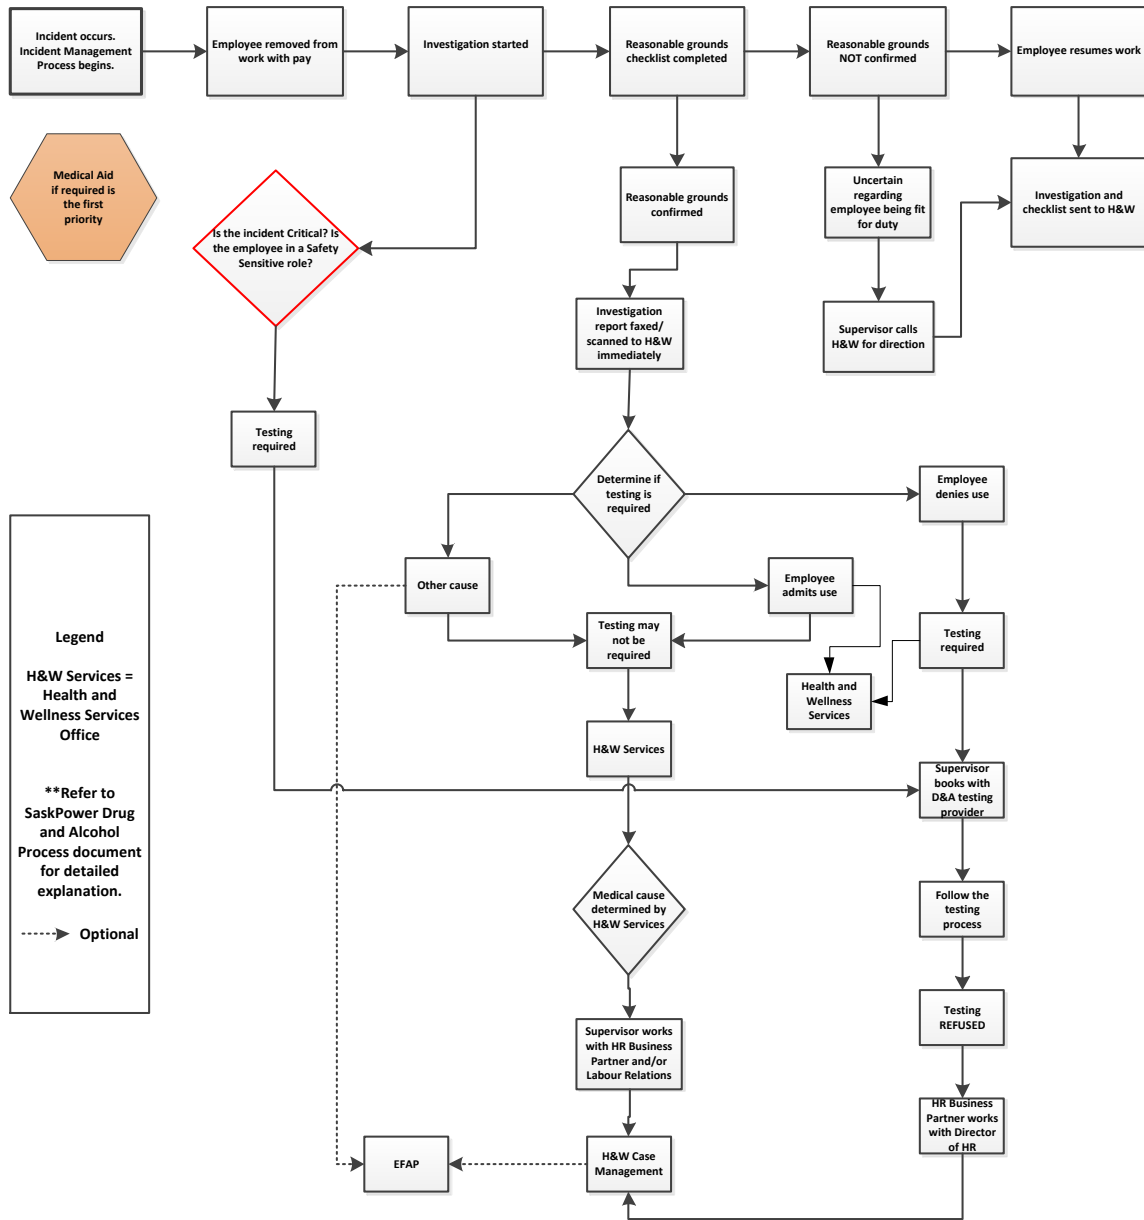 Incident occurs.
Incident Management
Process begins.
Employee removed from
work with pay
Investigation started
Reasonable grounds
checklist completed
Reasonable grounds
NOT confirmed
Employee resumes work
Medical Aid
if required is
the first
priority
Is the incident Critical? Is
the employee in a Safety
Sensitive role?
Reasonable grounds
confirmed
Uncertain
regarding
employee being fit
for duty
Investigation and
checklist sent to H&W
Investigation
report faxed/
scanned to H&W
immediately
Supervisor calls
H&W for direction
Testing
required
Determine if
testing is
required
Employee
denies use
Other cause
Employee
admits use
Testing may
not be
required
Testing
required
Health and
Wellness
Services
H&W Services
Supervisor
books with
D&A testing
provider
Legend
H&W Services =
Health and
Wellness Services
Office
**Refer to
SaskPower Drug
and Alcohol
Process document
for detailed
explanation.
Optional
Medical cause
determined by
H&W Services
Follow the
testing
process
Testing
REFUSED
Supervisor works
with HR Business
Partner and/or
Labour Relations
HR Business
Partner works
with Director
of HR
EFAP
H&W Case
Management